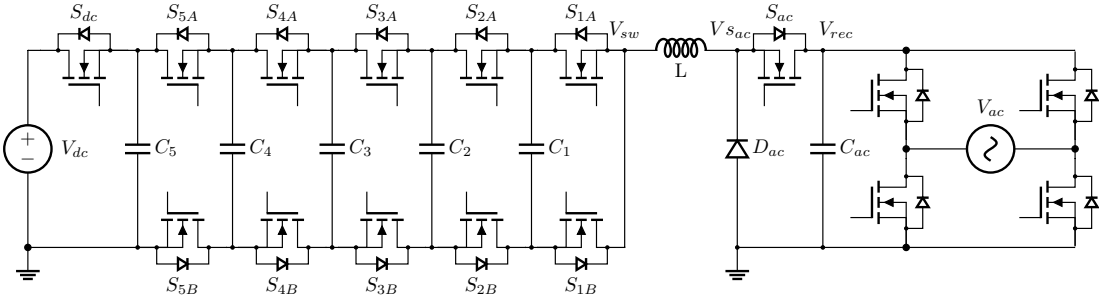 S_dc S_5A S_4A S_3A S_2A S_1A V_sw Vs_ac S_ac V_rec
L
V_ac
+
−
V_dc C_5 C_4 C_3 C_2 C_1 D_ac C_ac
S_5B S_4B S_3B S_2B S_1B